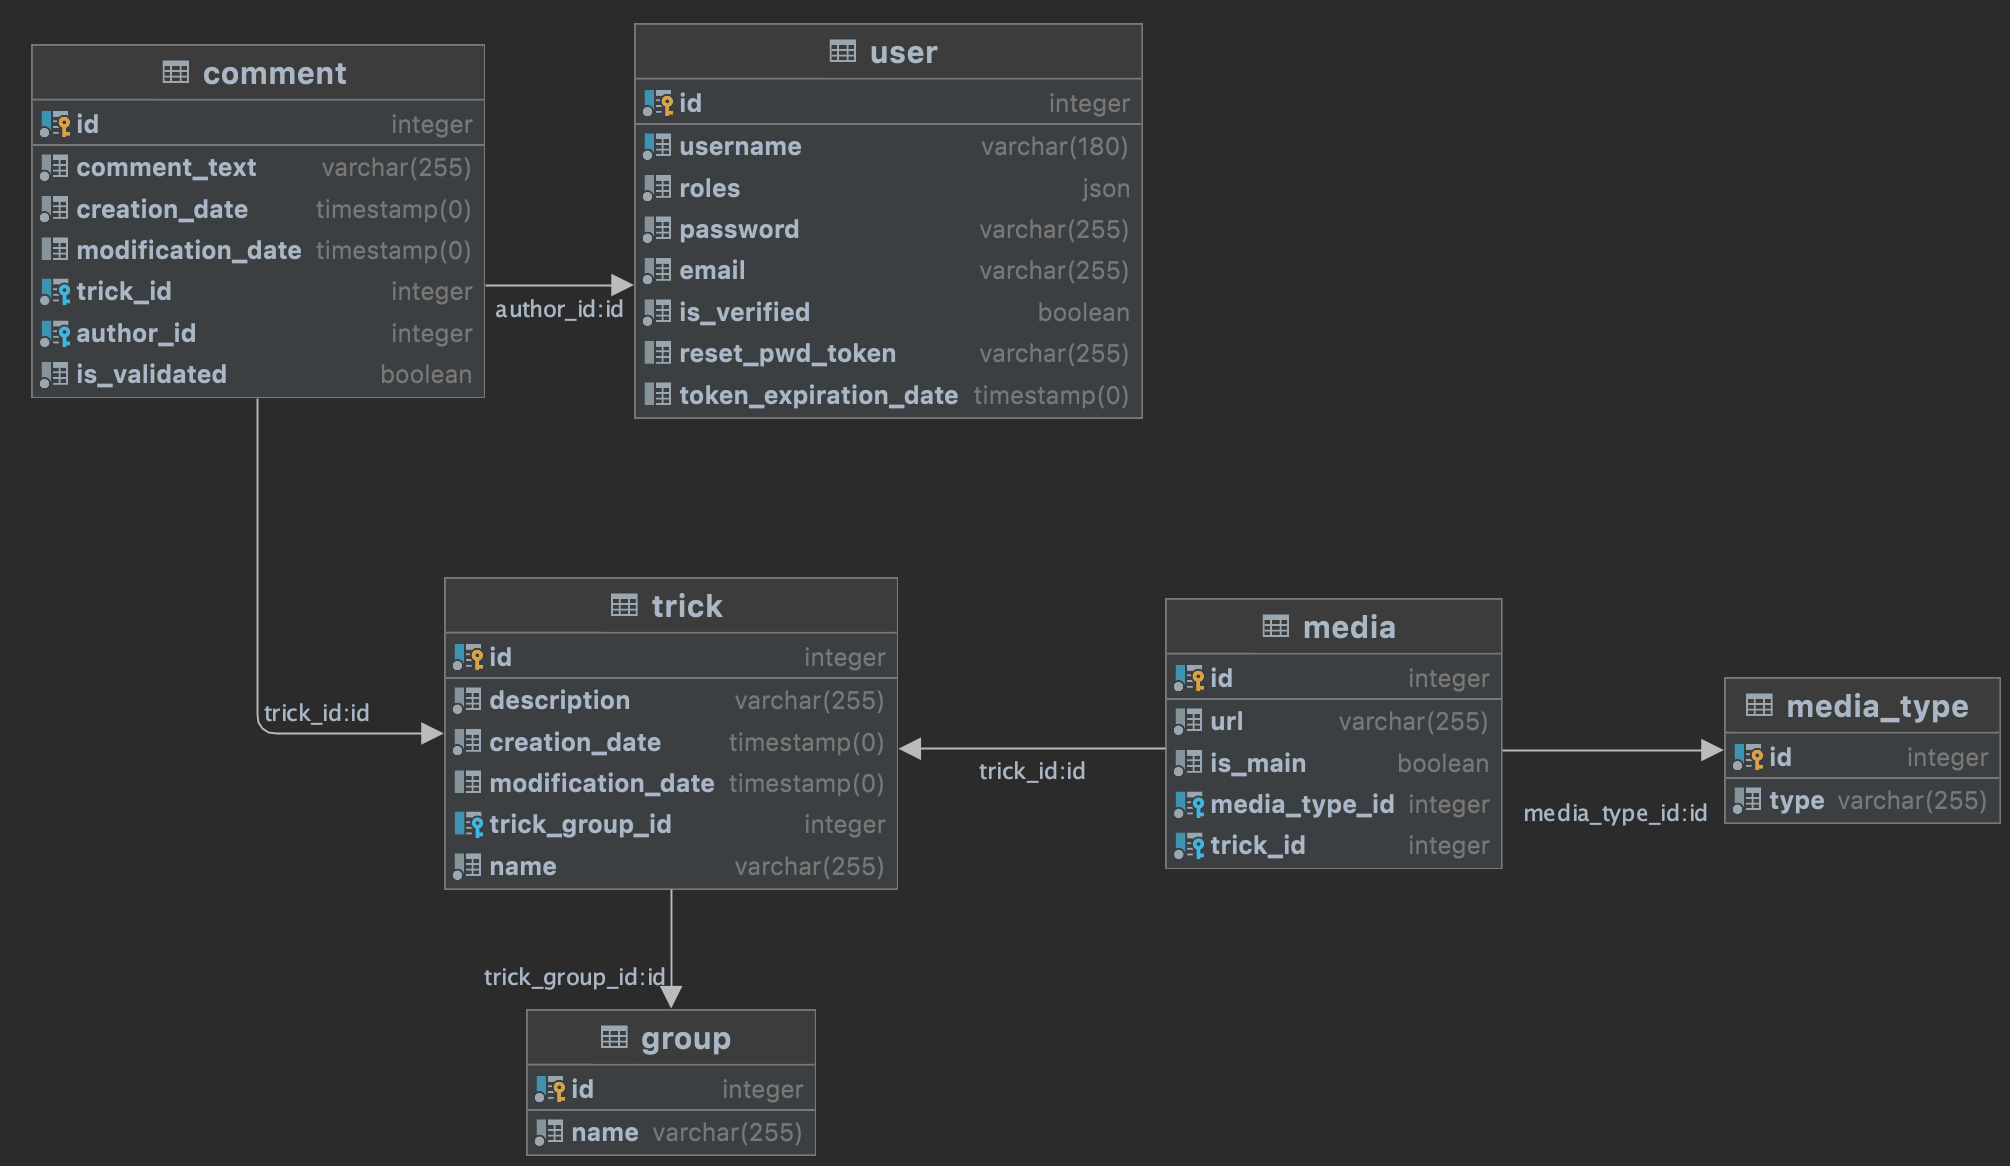 comment
id integer
comment_text varchar(255)
creation_date timestamp(0)
modification_date timestamp(0)
trick_id integer
author_id integer
is_validated boolean
author_id:id
user
id integer
username varchar(180)
roles json
password varchar(255)
email varchar(255)
is_verified boolean
reset_pwd_token varchar(255)
token_expiration_date timestamp(0)
trick_id:id
trick
id integer
description varchar(255)
creation_date timestamp(0)
modification_date timestamp(0)
trick_group_id integer
name varchar(255)
trick_id:id
media
id integer
url varchar(255)
is_main boolean
media_type_id integer
trick_id integer
media_type_id:id
media_type
id integer
type varchar(255)
trick_group_id:id
group
id integer
name varchar(255)